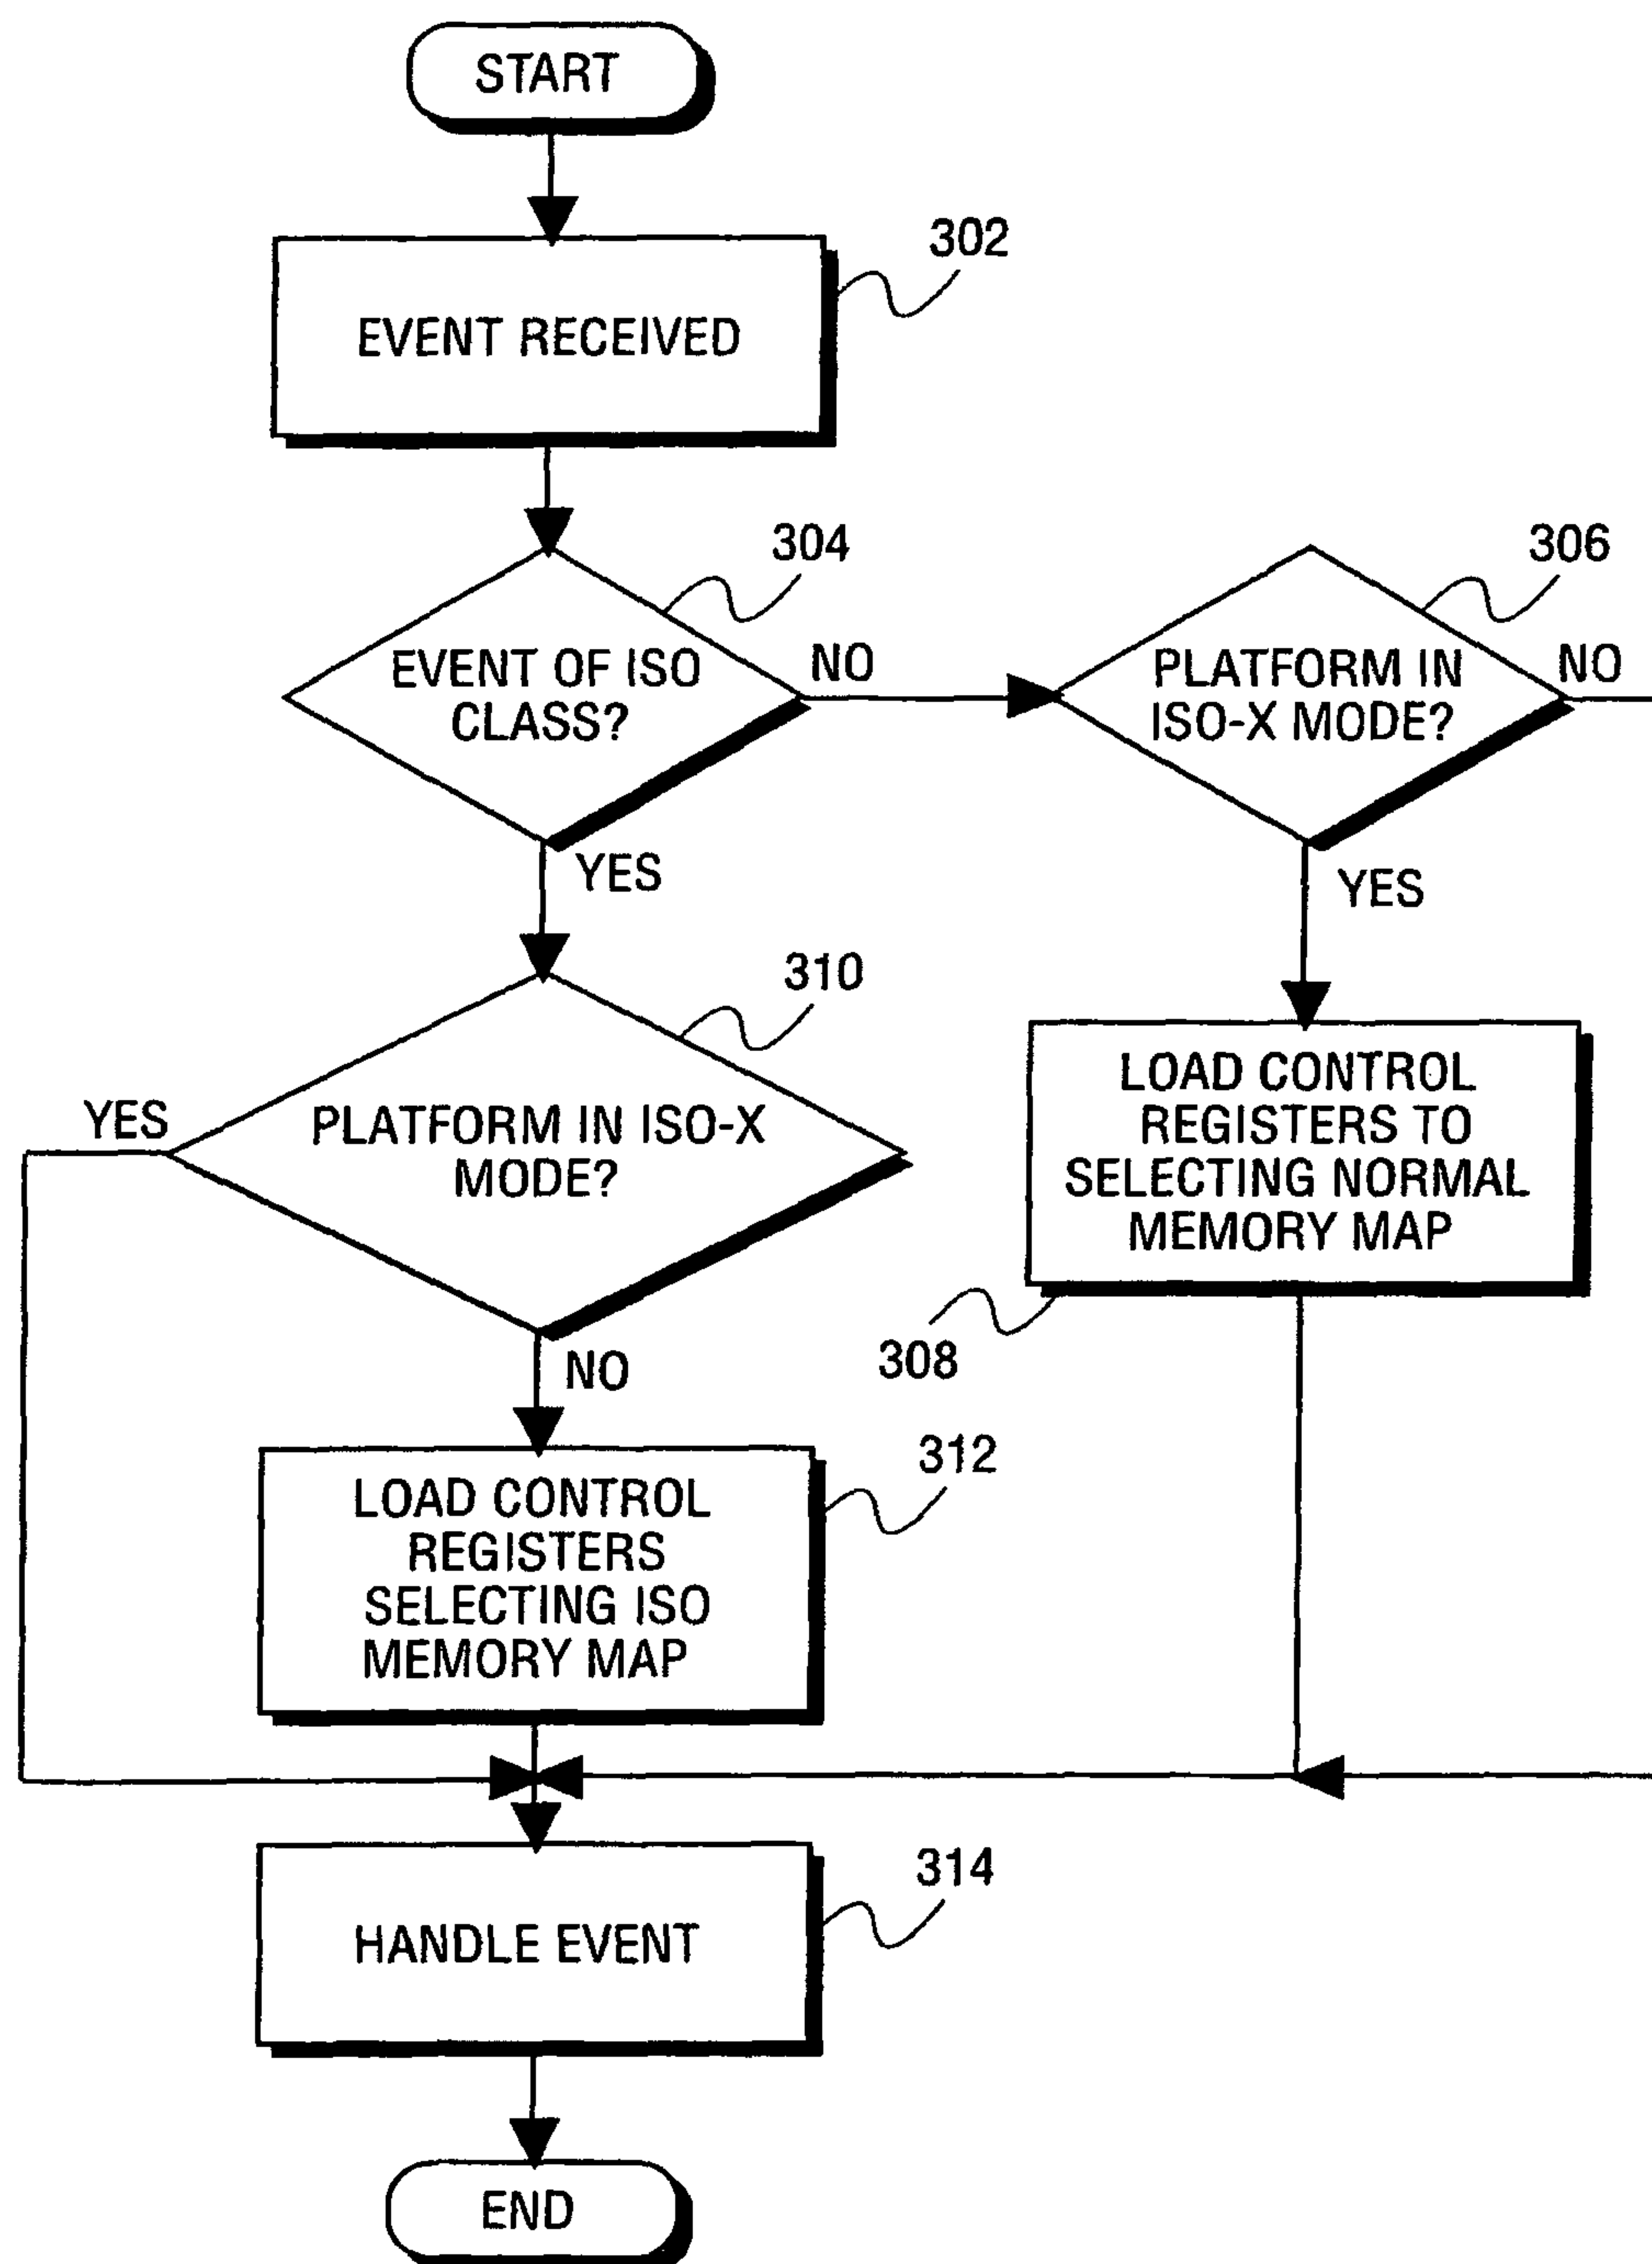 START
302
EVENT RECEIVED
304
EVENT OF ISO
CLASS?
NO
306
PLATFORM IN
ISO-X MODE?
NO
YES
YES
310
PLATFORM IN ISO-X
MODE?
YES
NO
LOAD CONTROL
REGISTERS TO
SELECTING NORMAL
MEMORY MAP
308
312
LOAD CONTROL
REGISTERS
SELECTING ISO
MEMORY MAP
314
HANDLE EVENT
END